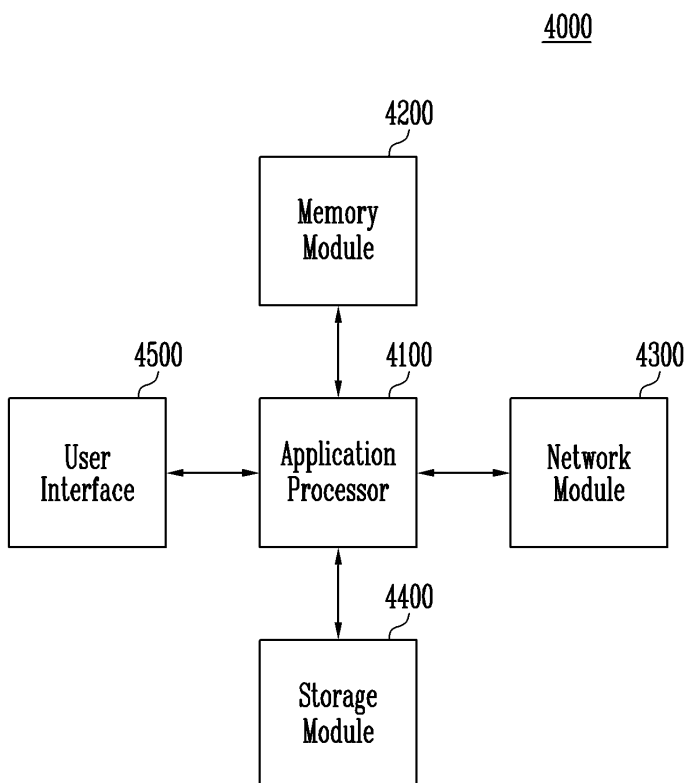 4000
4200
Memory
Module
4500
4100
4300
User
Interface
Application
Processor
Network
Module
4400
Storage
Module